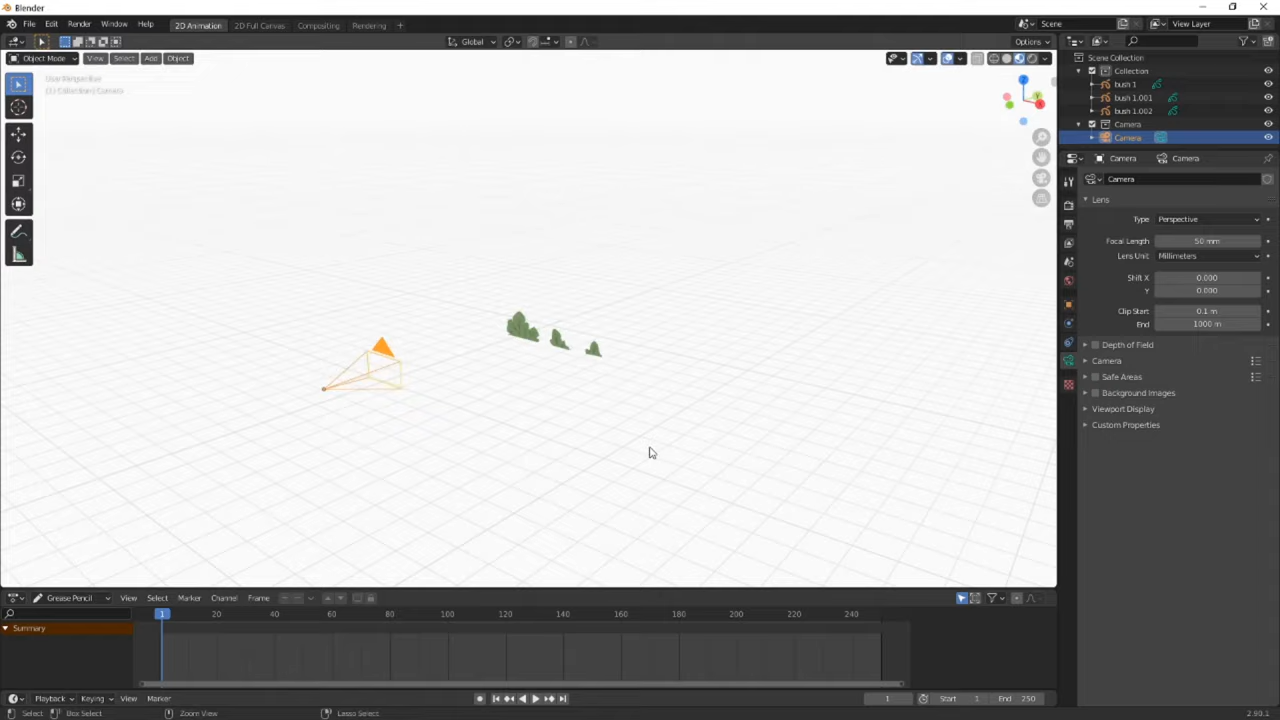 Blender
File Edit Render Window Help 2D Animation 2D Full Canvas Compositing Rendering + Scene View Layer
Global Options
Object Mode View Select Add Object
User Perspective
(1) Collection | Camera
Z
Y
X
Scene Collection
Collection
bush 1
bush 1.001
bush 1.002
Camera
Camera
Camera Camera
Camera
Lens
Type Perspective
Focal Length 50 mm
Lens Unit Millimeters
Shift X 0.000
Y 0.000
Clip Start 0.1 m
End 1000 m
Depth of Field
Camera
Safe Areas
Background Images
Viewport Display
Custom Properties
Grease Pencil View Select Marker Channel Frame
1 20 40 60 80 100 120 140 160 180 200 220 240
Summary
Playback Keying View Marker 1 Start 1 End 250
Select Box Select Zoom View Lasso Select 2.90.1